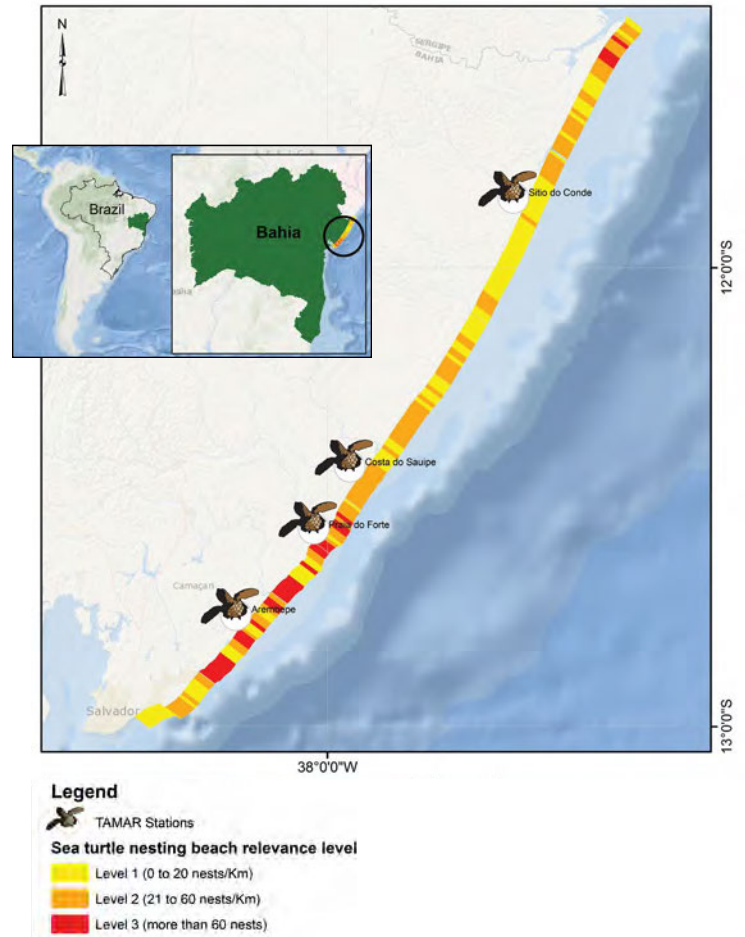 N
SERGIPE
BAHIA
Sitio do Conde
Brazil
Bahia
12°0'0"S
Costa do Sauipe
Praia do Forte
Camaçari
Arembepe
Salvador
13°0'0"S
38°0'0"W
Legend
TAMAR Stations
Sea turtle nesting beach relevance level
Level 1 (0 to 20 nests/Km)
Level 2 (21 to 60 nests/Km)
Level 3 (more than 60 nests)